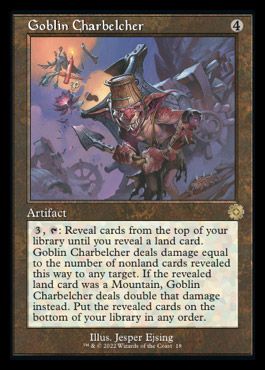 Goblin Charbelcher 4
Artifact
3, T: Reveal cards from the top of your
library until you reveal a land card.
Goblin Charbelcher deals damage equal
to the number of nonland cards revealed
this way to any target. If the revealed
land card was a Mountain, Goblin
Charbelcher deals double that damage
instead. Put the revealed cards on the
bottom of your library in any order.
Illus. Jesper Ejsing
™ & © 2022 Wizards of the Coast 18